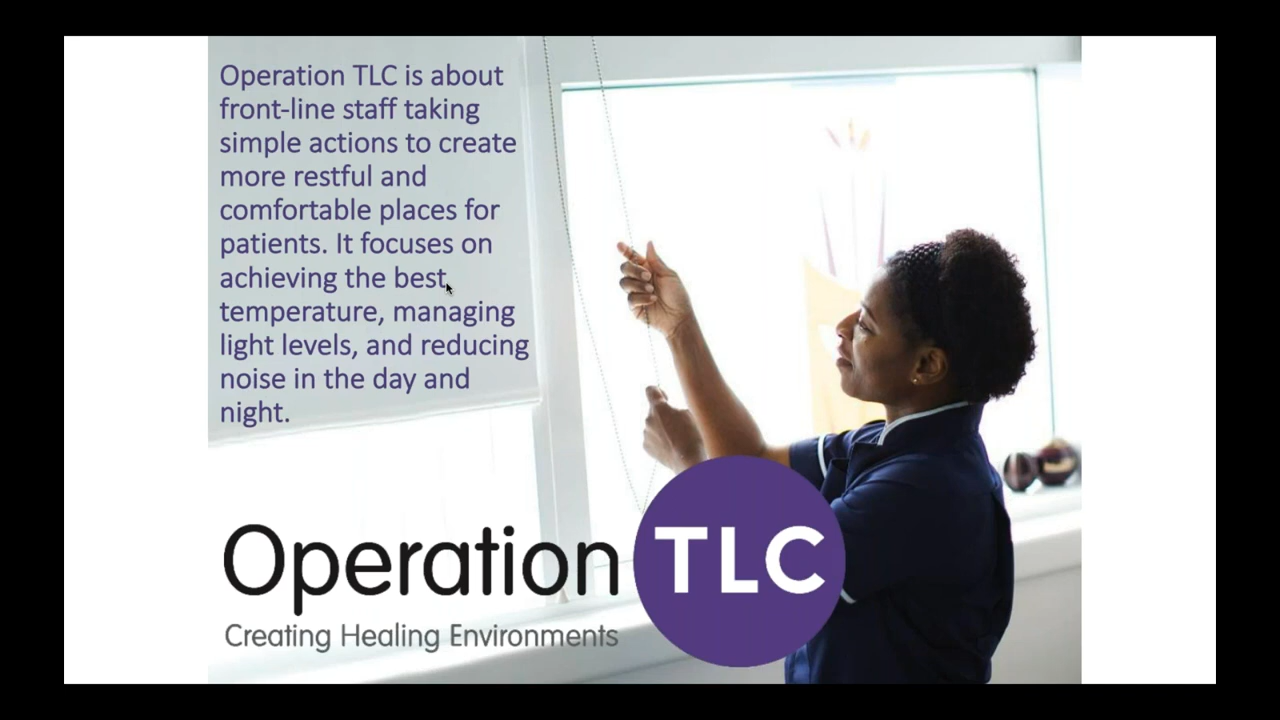 Operation TLC is about
front-line staff taking
simple actions to create
more restful and
comfortable places for
patients. It focuses on
achieving the best
temperature, managing
light levels, and reducing
noise in the day and
night.
Operation TLC
Creating Healing Environments